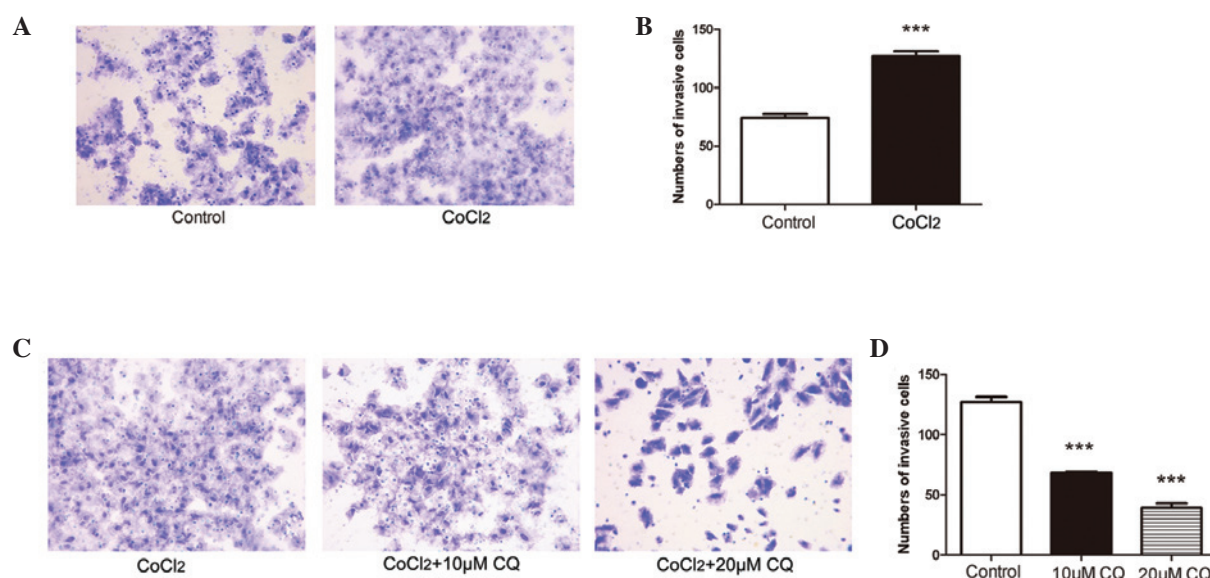 A
Control
CoCl2
B
Numbers of invasive cells
150
100
50
0
***
Control
CoCl2
C
CoCl2
CoCl2+10μM CQ
CoCl2+20μM CQ
D
Numbers of invasive cells
150
100
50
0
***
***
Control
10μM CQ
20μM CQ